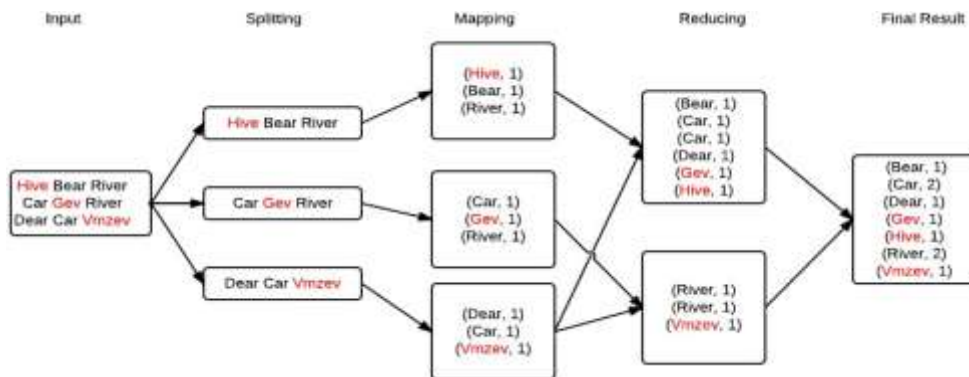 Input
Splitting
Mapping
Reducing
Final Result
Hive Bear River
Car Gev River
Dear Car Vmzev
Hive Bear River
Car Gev River
Dear Car Vmzev
(Hive, 1)
(Bear, 1)
(River, 1)
(Car, 1)
(Gev, 1)
(River, 1)
(Dear, 1)
(Car, 1)
(Vmzev, 1)
(Bear, 1)
(Car, 1)
(Car, 1)
(Dear, 1)
(Gev, 1)
(Hive, 1)
(River, 1)
(River, 1)
(Vmzev, 1)
(Bear, 1)
(Car, 2)
(Dear, 1)
(Gev, 1)
(Hive, 1)
(River, 2)
(Vmzev, 1)